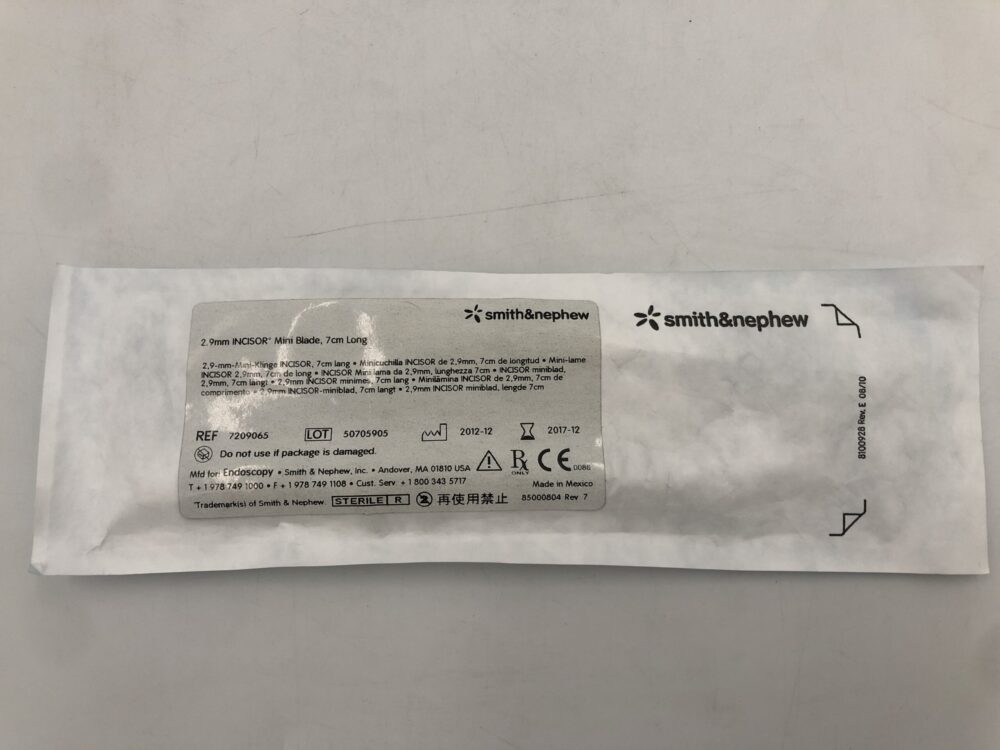 smith&nephew
2.9mm INCISOR* Mini Blade, 7cm Long
2,9-mm-Mini-Klinge INCISOR, 7cm lang • Minicuchilla INCISOR de 2,9mm, 7cm de longitud • Mini-lame
INCISOR 2,9mm, 7cm de long • INCISOR Mini lama da 2,9mm, lunghezza 7cm • INCISOR miniblad,
2,9mm, 7cm långt • 2,9mm INCISOR minimes, 7cm lang • Minilâmina INCISOR de 2,9mm, 7cm de
comprimento • 2,9mm INCISOR-miniblad, 7cm langt • 2,9mm INCISOR miniblad, lengde 7cm
REF 7209065 LOT 50705905 2012-12 2017-12
Do not use if package is damaged.
Mfd for: Endoscopy • Smith & Nephew, Inc. • Andover, MA 01810 USA
Rx ONLY CE 0086
T + 1 978 749 1000 • F + 1 978 749 1108 • Cust. Serv. + 1 800 343 5717
Made in Mexico
*Trademark(s) of Smith & Nephew. STERILE R 2 再使用禁止 85000804 Rev 7
smith&nephew
8100928 Rev. E 08/10